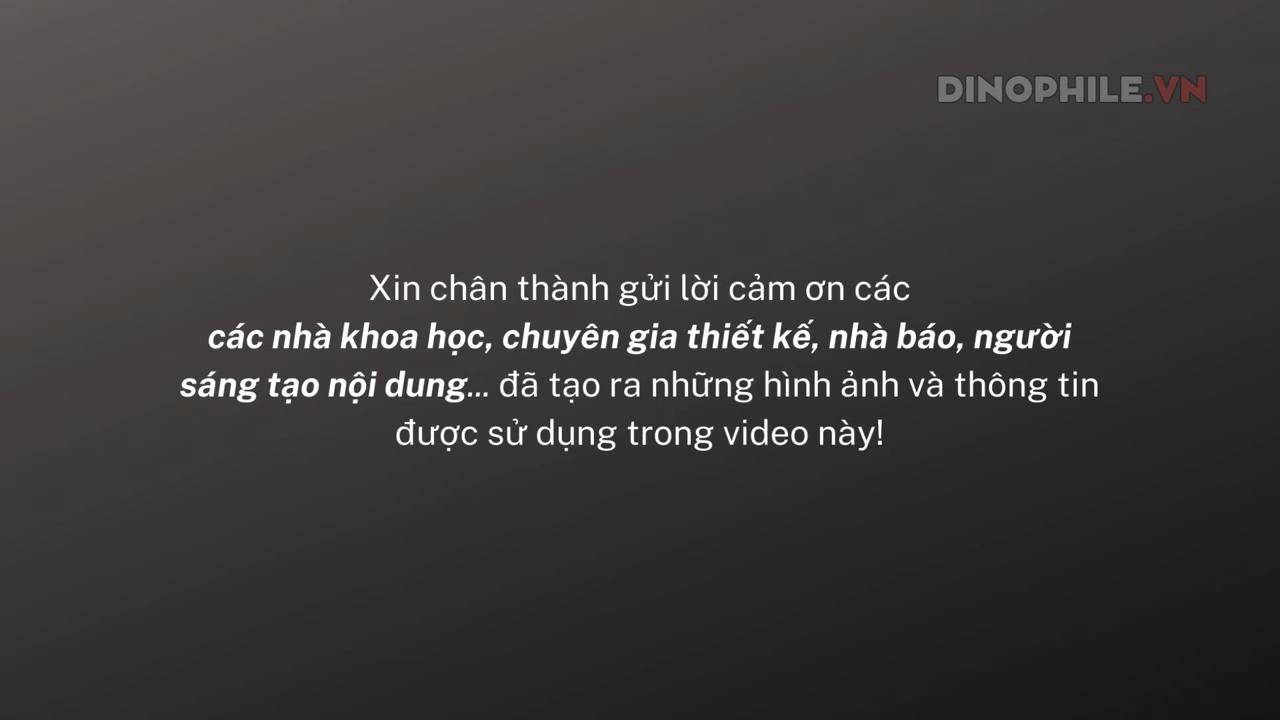 DINOPHILE.VN
Xin chân thành gửi lời cảm ơn các
các nhà khoa học, chuyên gia thiết kế, nhà báo, người
sáng tạo nội dung... đã tạo ra những hình ảnh và thông tin
được sử dụng trong video này!